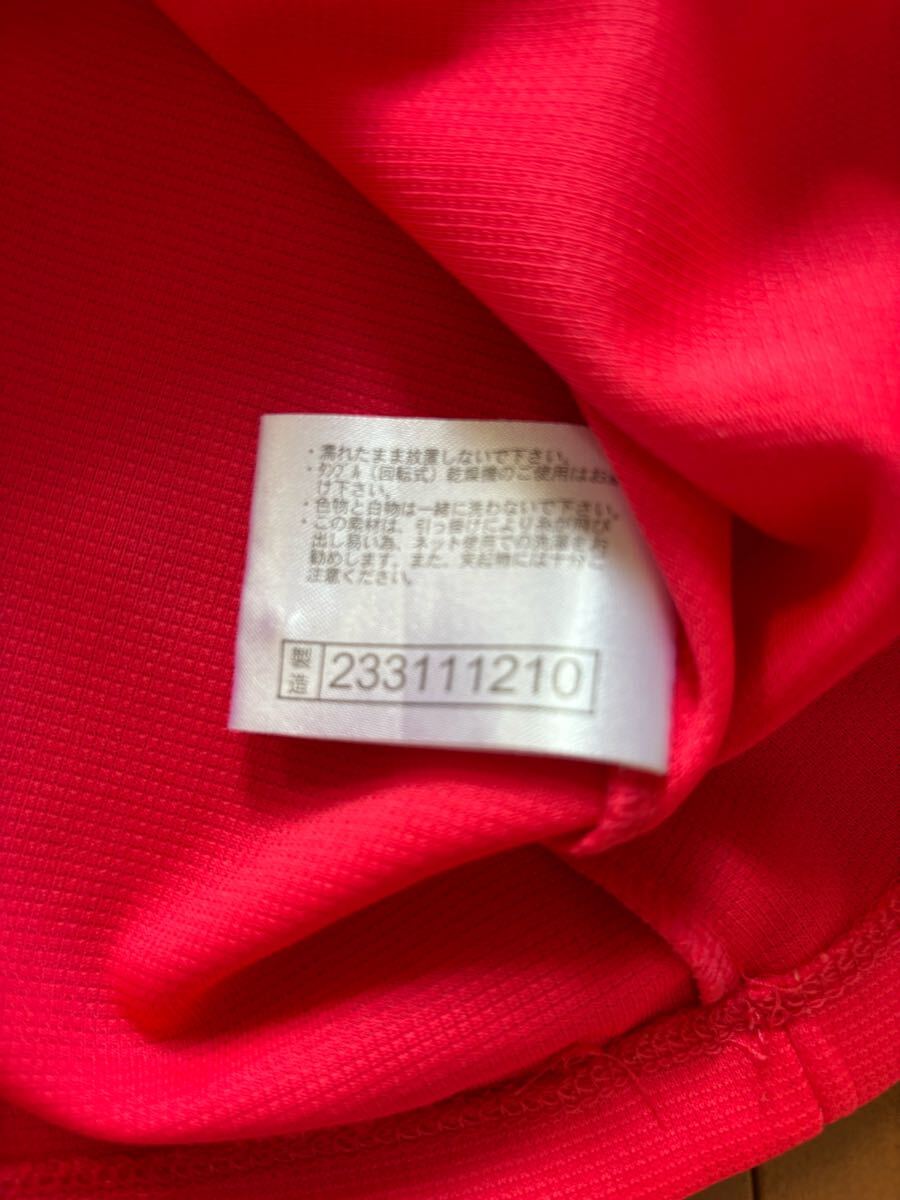 ・濡れたまま放置しないで下さい。
・タンブル（回転式）乾燥機のご使用はお
け下さい。
・色物と白物は一緒に洗わないで下さい。
・この素材は、引っ掛けにより糸が飛び
出し易い為、ネット使用での洗濯をお
勧めします。また、着用時には十分ご
注意ください。
製造 233111210